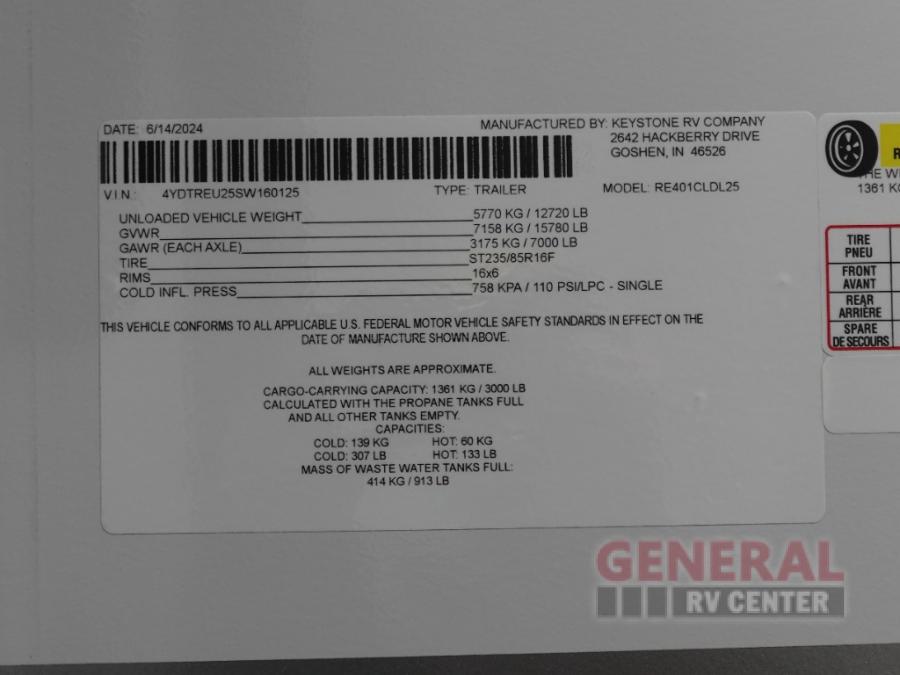 DATE: 6/14/2024
MANUFACTURED BY: KEYSTONE RV COMPANY
2642 HACKBERRY DRIVE
GOSHEN, IN 46526
VIN: 4YDTREU25SW160125 TYPE: TRAILER MODEL: RE401CLDL25
UNLOADED VEHICLE WEIGHT 5770 KG / 12720 LB
GVWR 7158 KG / 15780 LB
GAWR (EACH AXLE) 3175 KG / 7000 LB
TIRE ST235/85R16F
RIMS 16x6
COLD INFL. PRESS 758 KPA / 110 PSI/LPC - SINGLE
THIS VEHICLE CONFORMS TO ALL APPLICABLE U.S. FEDERAL MOTOR VEHICLE SAFETY STANDARDS IN EFFECT ON THE
DATE OF MANUFACTURE SHOWN ABOVE.
ALL WEIGHTS ARE APPROXIMATE.
CARGO-CARRYING CAPACITY: 1361 KG / 3000 LB
CALCULATED WITH THE PROPANE TANKS FULL
AND ALL OTHER TANKS EMPTY.
CAPACITIES:
COLD: 139 KG HOT: 60 KG
COLD: 307 LB HOT: 133 LB
MASS OF WASTE WATER TANKS FULL:
414 KG / 913 LB
THE
1361
TIRE
PNEU
FRONT
AVANT
REAR
ARRIÈRE
SPARE
DE SECOURS
GENERAL
RV CENTER